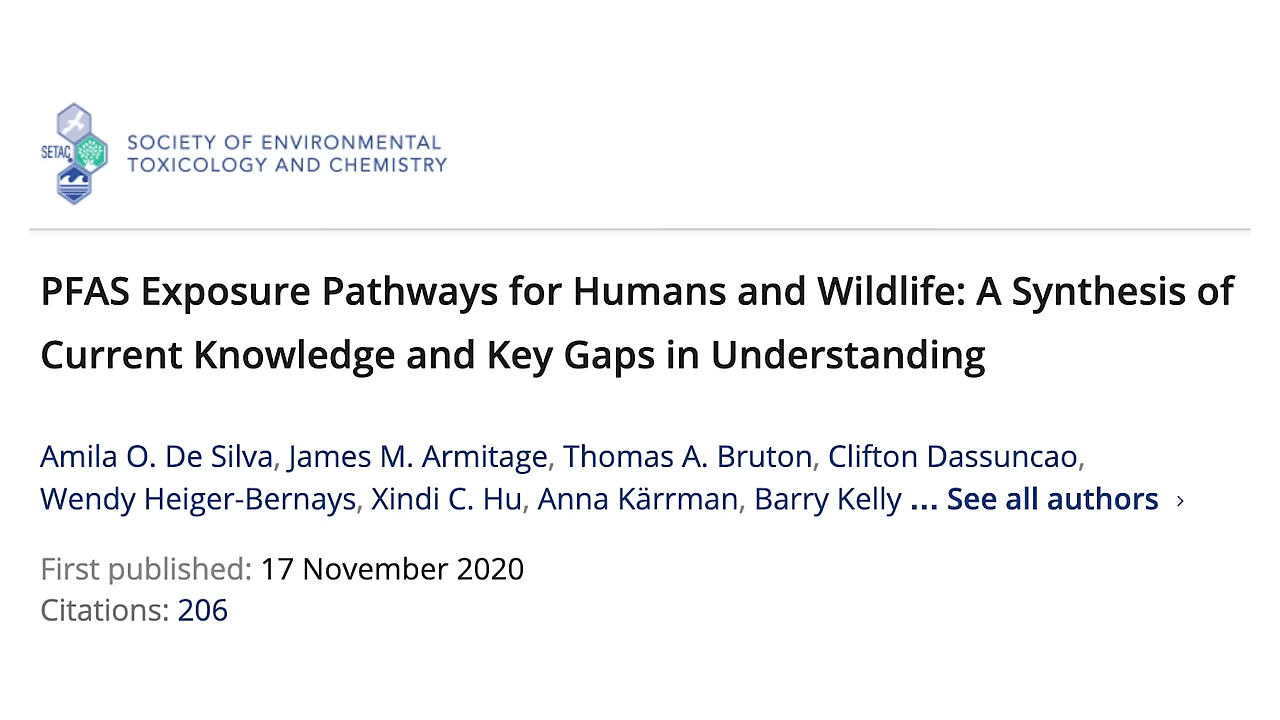 SETAC
SOCIETY OF ENVIRONMENTAL
TOXICOLOGY AND CHEMISTRY
PFAS Exposure Pathways for Humans and Wildlife: A Synthesis of
Current Knowledge and Key Gaps in Understanding
Amila O. De Silva, James M. Armitage, Thomas A. Bruton, Clifton Dassuncao,
Wendy Heiger-Bernays, Xindi C. Hu, Anna Kärrman, Barry Kelly ... See all authors ›
First published: 17 November 2020
Citations: 206